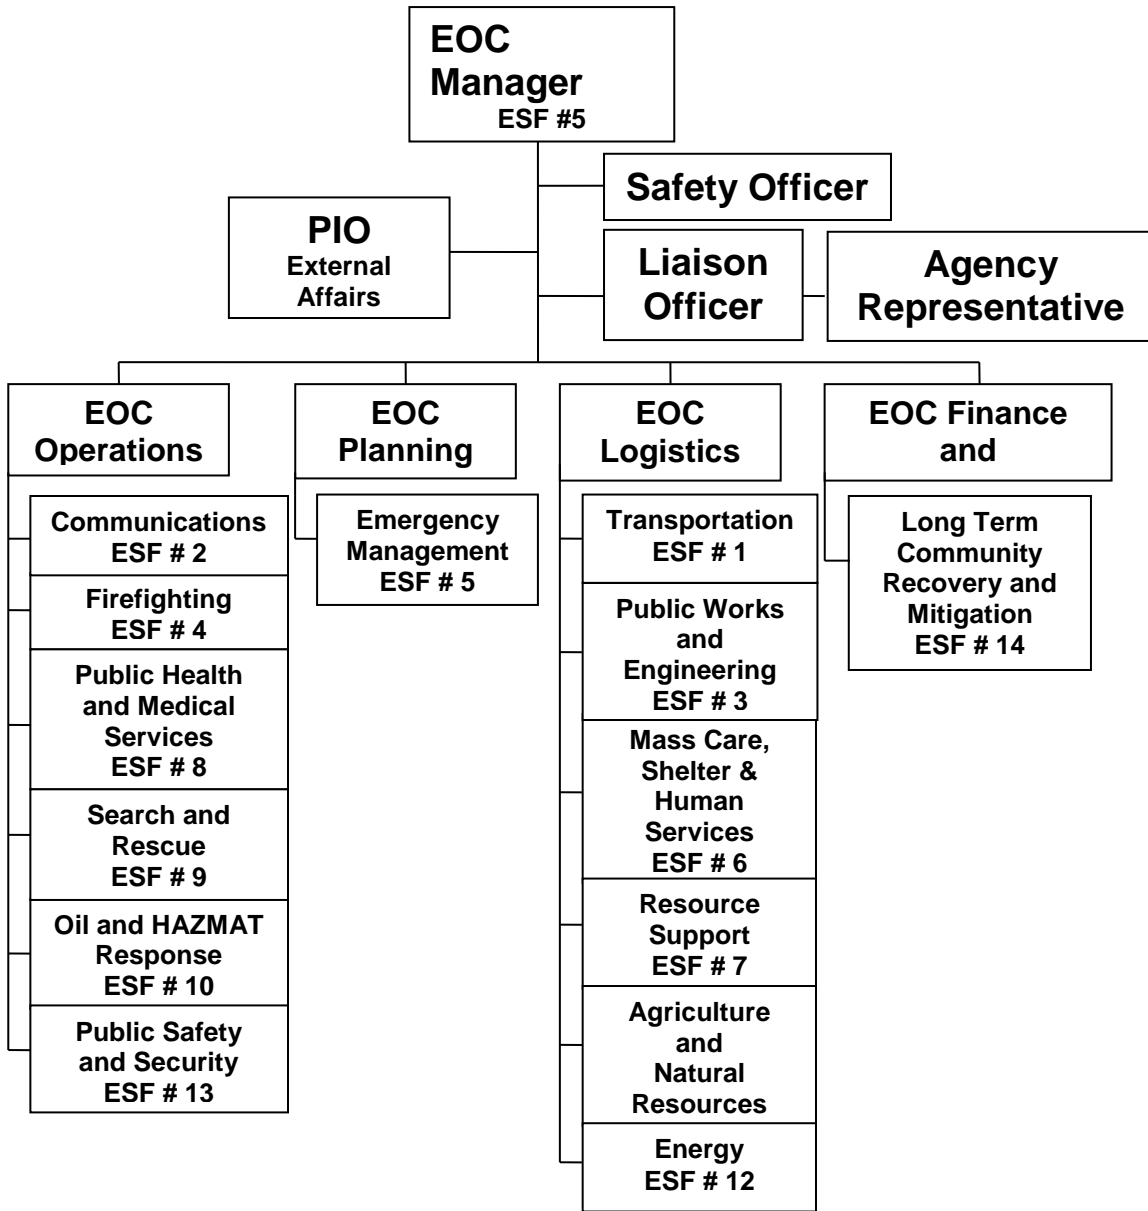 EOC
Manager
ESF #5
Safety Officer
PIO
External
Affairs
Liaison
Officer
Agency
Representative
EOC
Operations
EOC
Planning
EOC
Logistics
EOC Finance
and
Communications
ESF # 2
Firefighting
ESF # 4
Public Health
and Medical
Services
ESF # 8
Search and
Rescue
ESF # 9
Oil and HAZMAT
Response
ESF # 10
Public Safety
and Security
ESF # 13
Emergency
Management
ESF # 5
Transportation
ESF # 1
Public Works
and
Engineering
ESF # 3
Mass Care,
Shelter &
Human
Services
ESF # 6
Resource
Support
ESF # 7
Agriculture
and
Natural
Resources
Energy
ESF # 12
Long Term
Community
Recovery and
Mitigation
ESF # 14